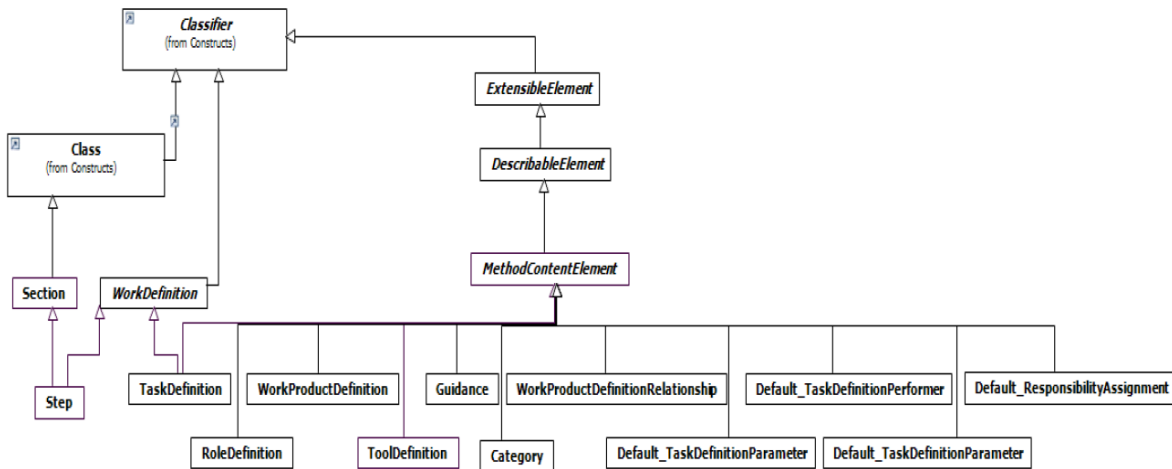 Classifier
(from Constructs)
ExtensibleElement
Class
(from Constructs)
DescribableElement
MethodContentElement
Section
WorkDefinition
TaskDefinition
WorkProductDefinition
Guidance
WorkProductDefinitionRelationship
Default_TaskDefinitionPerformer
Default_ResponsibilityAssignment
Step
RoleDefinition
ToolDefinition
Category
Default_TaskDefinitionParameter
Default_TaskDefinitionParameter